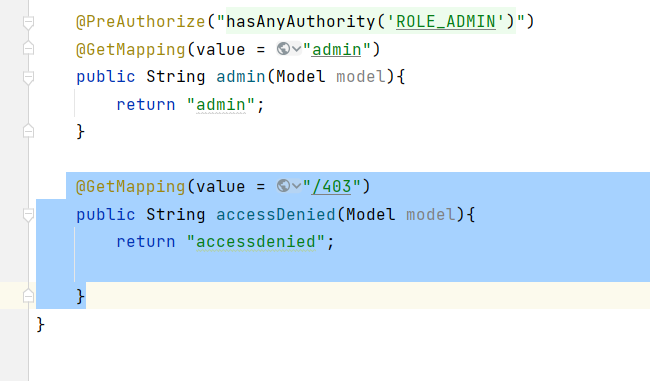 @PreAuthorize("hasAnyAuthority('ROLE_ADMIN')")
@GetMapping(value = "admin")
public String admin(Model model){
return "admin";
}
@GetMapping(value = "/403")
public String accessDenied(Model model){
return "accessdenied";
}
}